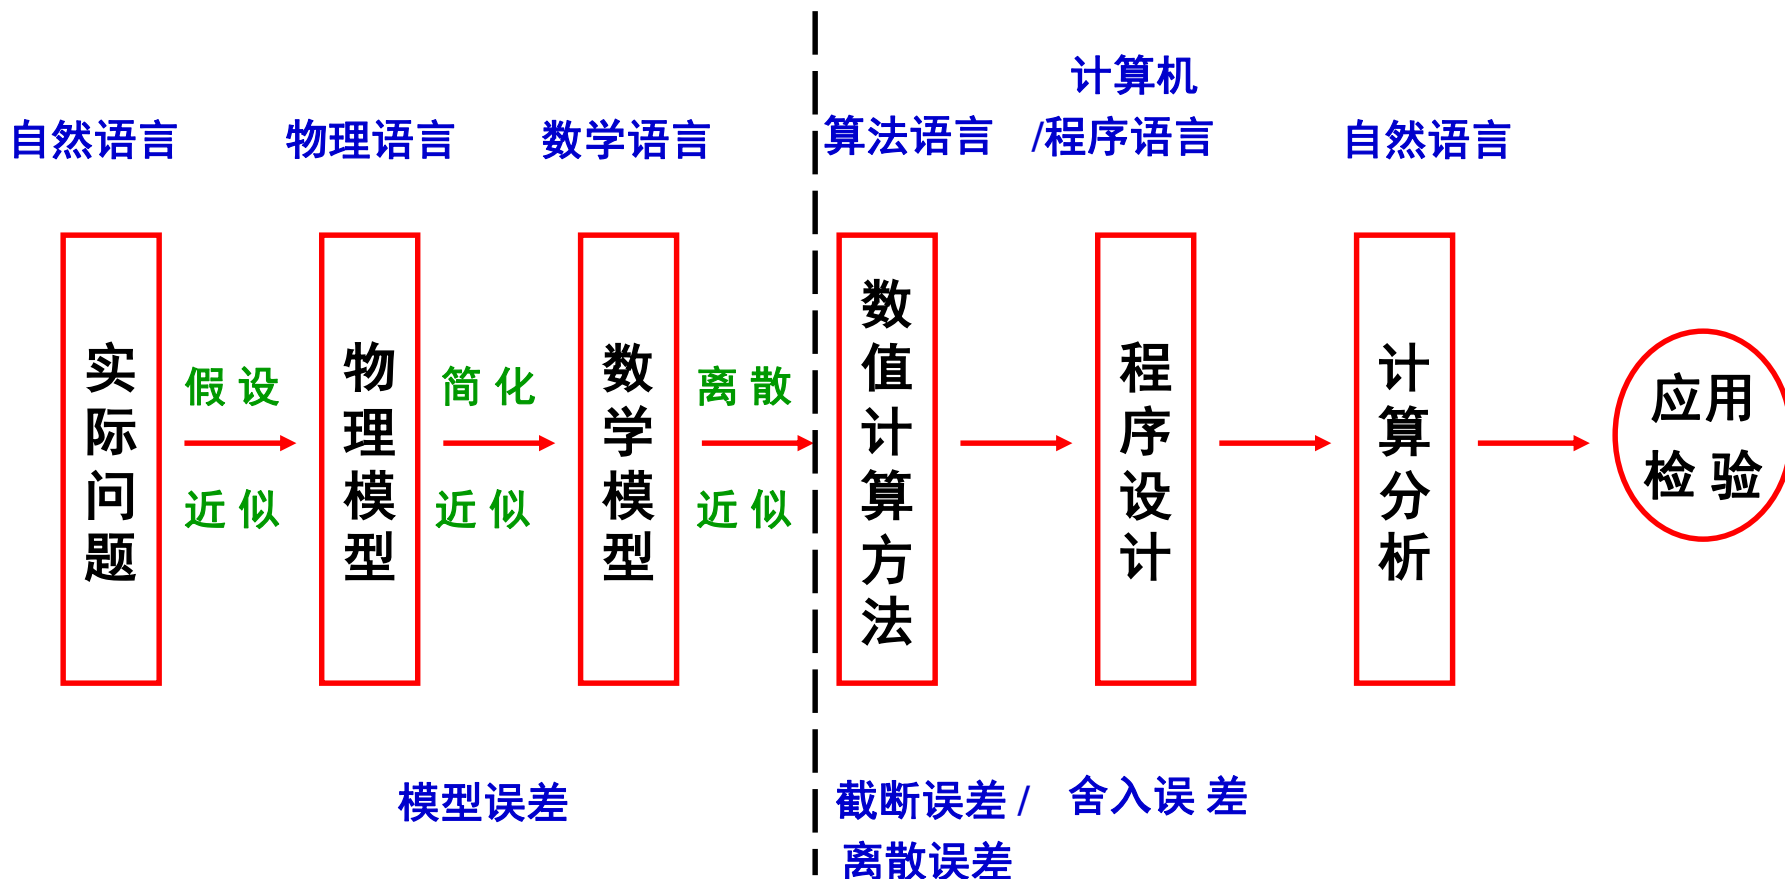 计算机
自然语言
物理语言
数学语言
算法语言
/程序语言
自然语言
实际问题
假 设
近 似
物理模型
简 化
近 似
数学模型
离 散
近 似
数值计算方法
程序设计
计算分析
应用
检 验
模型误差
截断误差 /
离散误差
舍入误 差